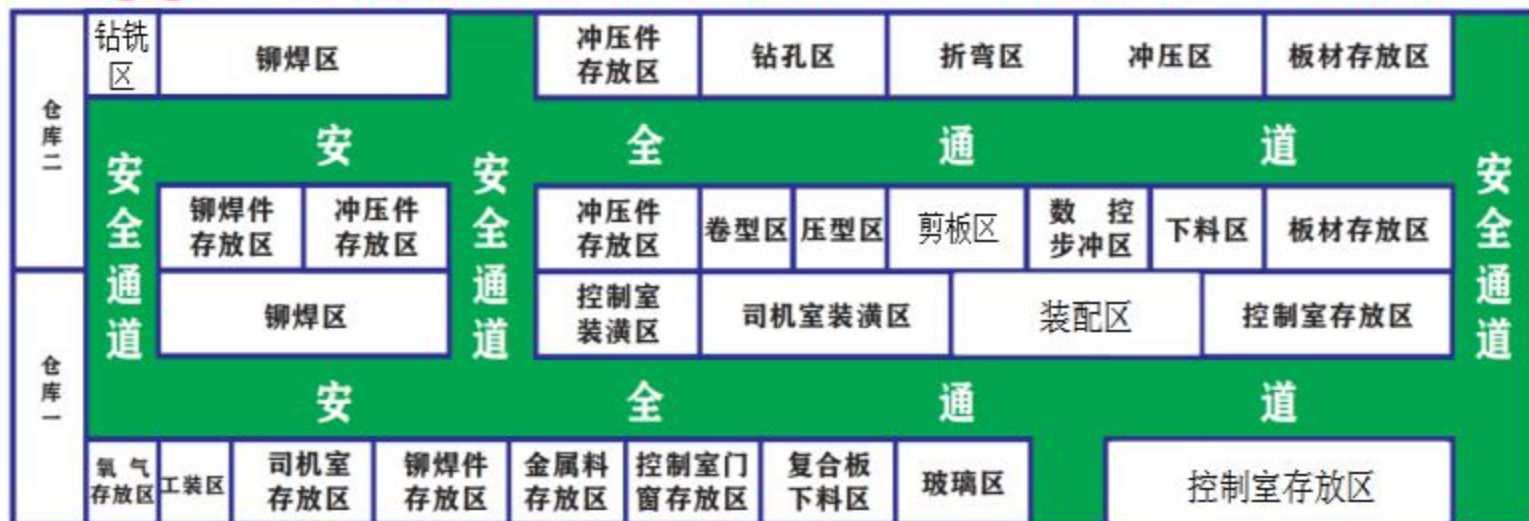 钻铣
区
铆焊区
冲压件
存放区
钻孔区
折弯区
冲压区
板材存放区
仓
库
二
安 全 通 道
安
全
通
道
安
全
通
道
安
全
通
道
铆焊件
存放区
冲压件
存放区
冲压件
存放区
卷型区
压型区
剪板区
数 控
步冲区
下料区
板材存放区
铆焊区
控制室
装潢区
司机室装潢区
装配区
控制室存放区
仓
库
一
安 全 通 道
氧 气
存放区
工装区
司机室
存放区
铆焊件
存放区
金属料
存放区
控制室门
窗存放区
复合板
下料区
玻璃区
控制室存放区